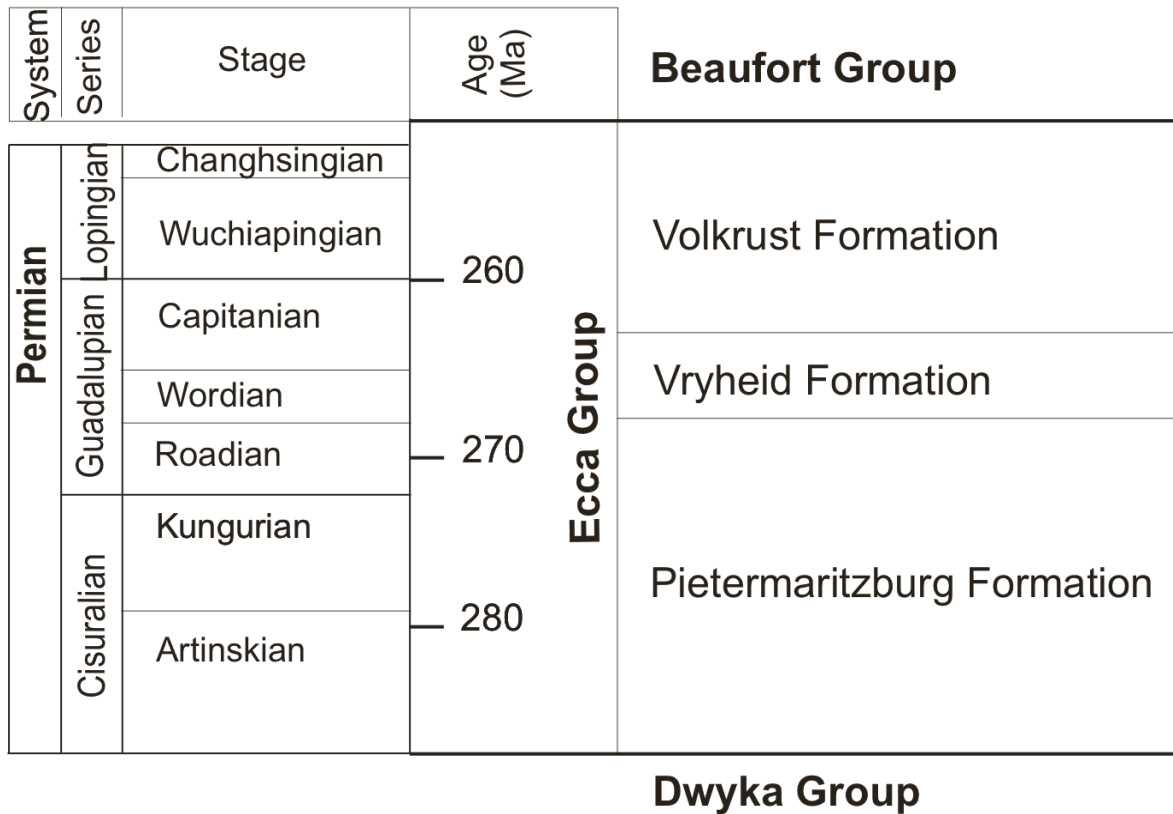 System
Series
Stage
Age
(Ma)
Beaufort Group
Permian
Lopingian
Guadalupian
Cisuralian
Changhsingian
Wuchiapingian
Capitanian
Wordian
Roadian
Kungurian
Artinskian
260
270
280
Ecca Group
Volkrust Formation
Vryheid Formation
Pietermaritzburg Formation
Dwyka Group